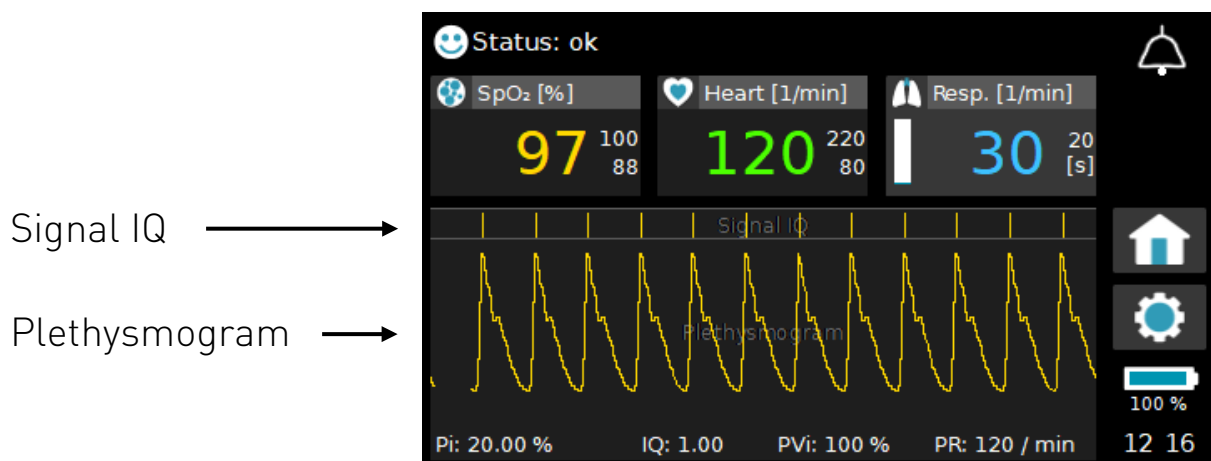 Status: ok
SpO₂ [%]
97
100
88
Heart [1/min]
120
220
80
Resp. [1/min]
30
20
[s]
Signal IQ
Signal IQ
Plethysmogram
Plethysmogram
100 %
Pi: 20.00 % IQ: 1.00 PVi: 100 % PR: 120 / min
12 16